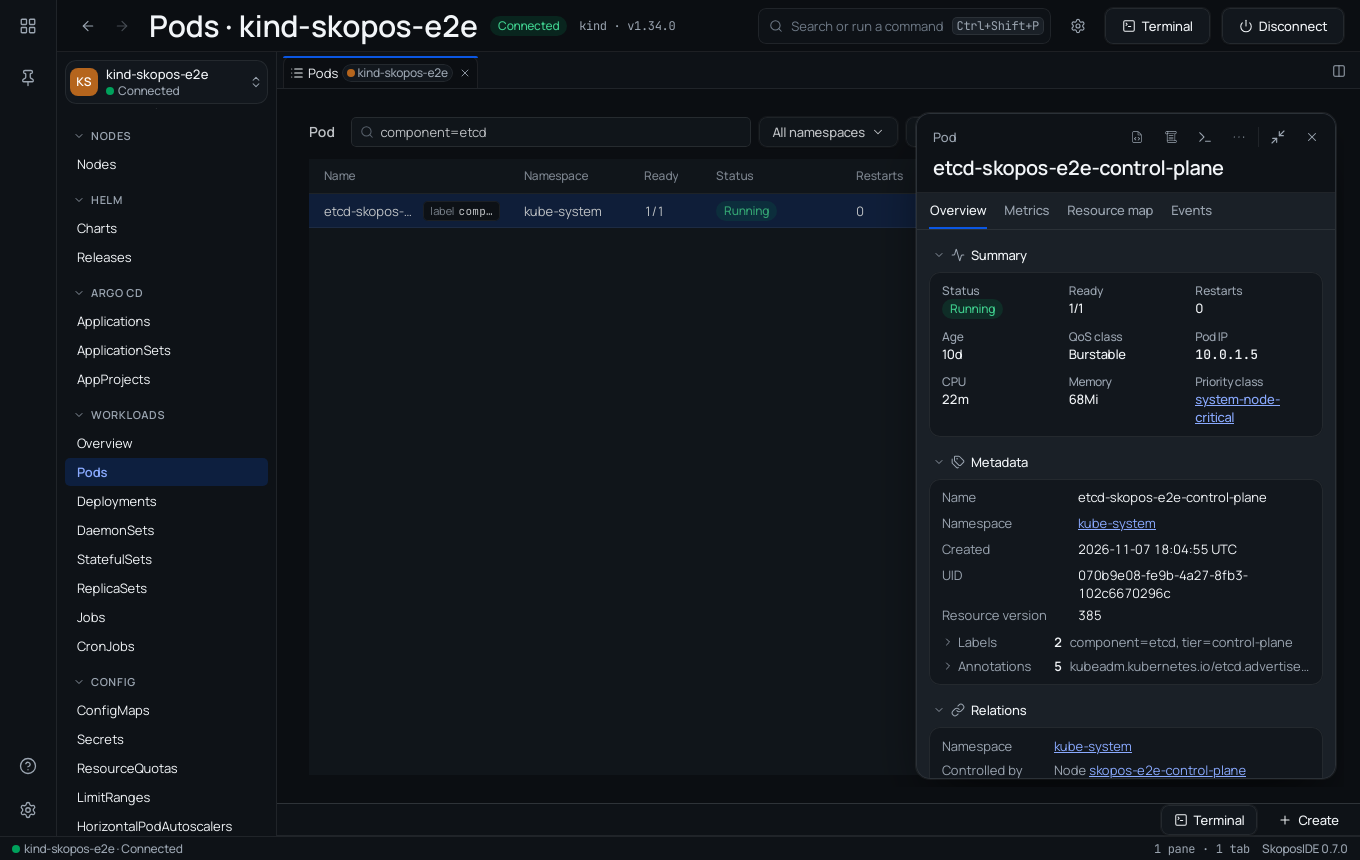 Pods · kind-skopos-e2e Connected kind · v1.34.0 Search or run a command Ctrl+Shift+P Terminal Disconnect
KS kind-skopos-e2e
Connected
NODES
Nodes
HELM
Charts
Releases
ARGO CD
Applications
ApplicationSets
AppProjects
WORKLOADS
Overview
Pods
Deployments
DaemonSets
StatefulSets
ReplicaSets
Jobs
CronJobs
CONFIG
ConfigMaps
Secrets
ResourceQuotas
LimitRanges
HorizontalPodAutoscalers
Pods kind-skopos-e2e
Pod component=etcd All namespaces
Name Namespace Ready Status Restarts
etcd-skopos-... label comp... kube-system 1/1 Running 0
Pod
etcd-skopos-e2e-control-plane
Overview Metrics Resource map Events
Summary
Status Ready Restarts
Running 1/1 0
Age QoS class Pod IP
10d Burstable 10.0.1.5
CPU Memory Priority class
22m 68Mi system-node-
critical
Metadata
Name etcd-skopos-e2e-control-plane
Namespace kube-system
Created 2026-11-07 18:04:55 UTC
UID 070b9e08-fe9b-4a27-8fb3-
102c6670296c
Resource version 385
Labels 2 component=etcd, tier=control-plane
Annotations 5 kubeadm.kubernetes.io/etcd.advertise...
Relations
Namespace kube-system
Controlled by Node skopos-e2e-control-plane
Terminal Create
kind-skopos-e2e · Connected 1 pane · 1 tab SkoposIDE 0.7.0